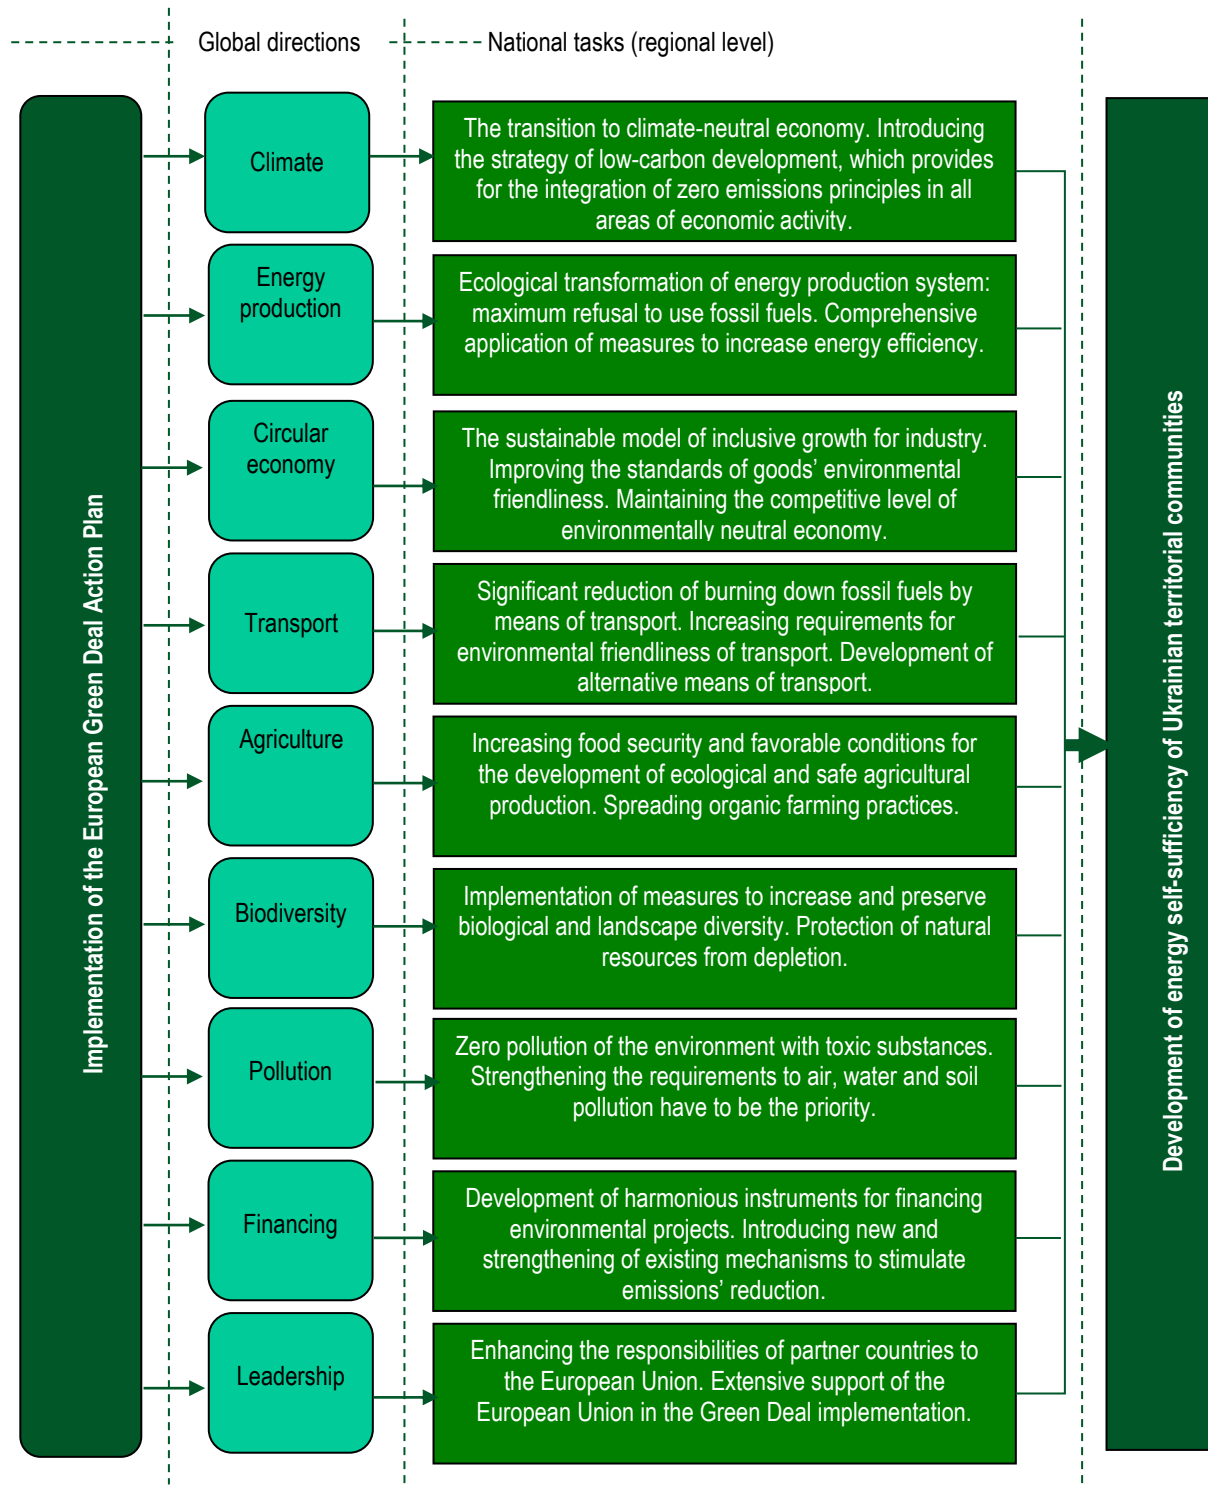 Global directions
National tasks (regional level)
Implementation of the European Green Deal Action Plan
Climate
The transition to climate-neutral economy. Introducing
the strategy of low-carbon development, which provides
for the integration of zero emissions principles in all
areas of economic activity.
Energy
production
Ecological transformation of energy production system:
maximum refusal to use fossil fuels. Comprehensive
application of measures to increase energy efficiency.
Circular
economy
The sustainable model of inclusive growth for industry.
Improving the standards of goods’ environmental
friendliness. Maintaining the competitive level of
environmentally neutral economy.
Transport
Significant reduction of burning down fossil fuels by
means of transport. Increasing requirements for
environmental friendliness of transport. Development of
alternative means of transport.
Agriculture
Increasing food security and favorable conditions for
the development of ecological and safe agricultural
production. Spreading organic farming practices.
Biodiversity
Implementation of measures to increase and preserve
biological and landscape diversity. Protection of natural
resources from depletion.
Pollution
Zero pollution of the environment with toxic substances.
Strengthening the requirements to air, water and soil
pollution have to be the priority.
Financing
Development of harmonious instruments for financing
environmental projects. Introducing new and
strengthening of existing mechanisms to stimulate
emissions’ reduction.
Leadership
Enhancing the responsibilities of partner countries to
the European Union. Extensive support of the
European Union in the Green Deal implementation.
Development of energy self-sufficiency of Ukrainian territorial communities